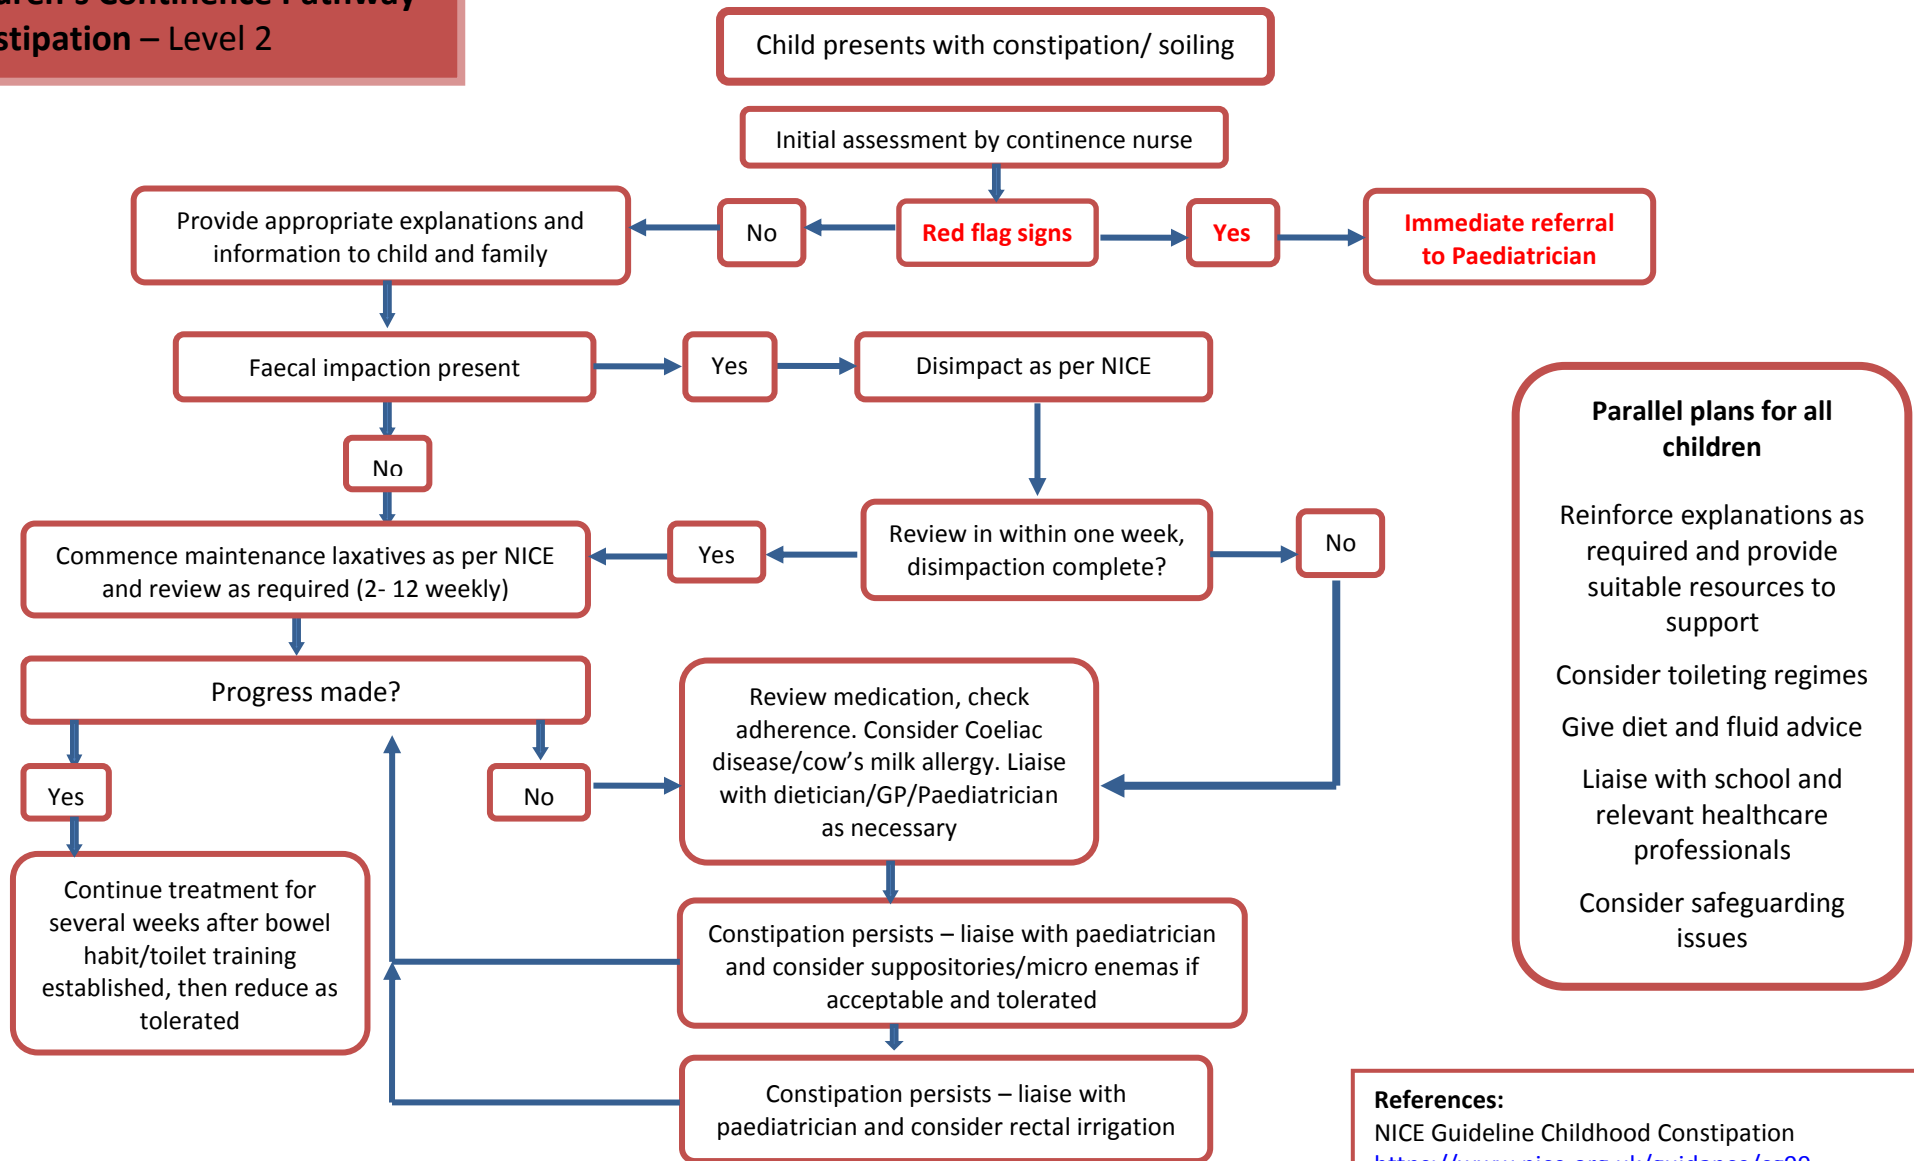 Continence Pathway
– Level 2
Child presents with constipation/ soiling
Initial assessment by continence nurse
Provide appropriate explanations and
information to child and family
No
Red flag signs
Yes
Immediate referral
to Paediatrician
Faecal impaction present
Yes
Disimpact as per NICE
No
Commence maintenance laxatives as per NICE
and review as required (2- 12 weekly)
Yes
Review in within one week,
disimpaction complete?
No
Progress made?
Yes
No
Review medication, check
adherence. Consider Coeliac
disease/cow’s milk allergy. Liaise
with dietician/GP/Paediatrician
as necessary
Continue treatment for
several weeks after bowel
habit/toilet training
established, then reduce as
tolerated
Constipation persists – liaise with paediatrician
and consider suppositories/micro enemas if
acceptable and tolerated
Constipation persists – liaise with
paediatrician and consider rectal irrigation
Parallel plans for all
children
Reinforce explanations as
required and provide
suitable resources to
support
Consider toileting regimes
Give diet and fluid advice
Liaise with school and
relevant healthcare
professionals
Consider safeguarding
issues
References:
NICE Guideline Childhood Constipation